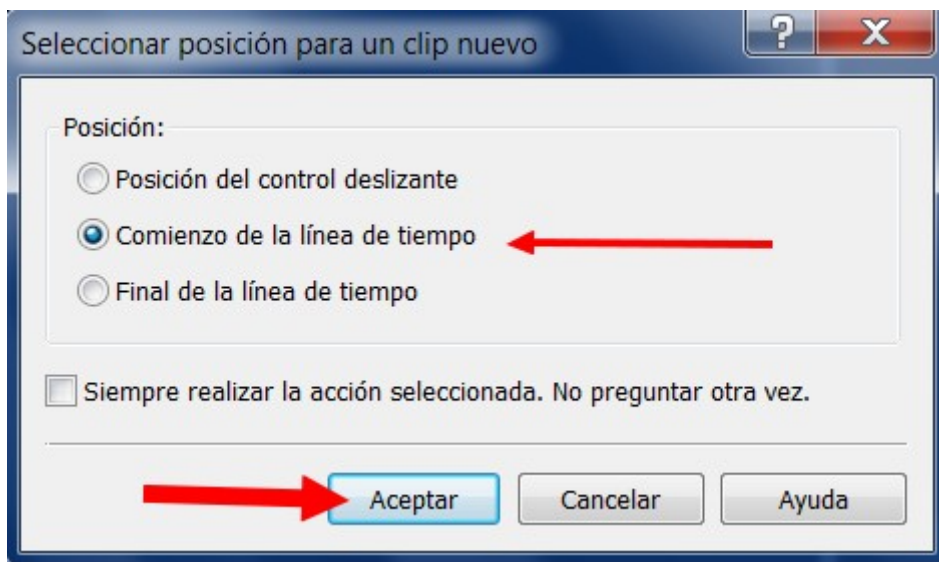 Seleccionar posición para un clip nuevo
?
X
Posición:
Posición del control deslizante
Comienzo de la línea de tiempo
Final de la línea de tiempo
Siempre realizar la acción seleccionada. No preguntar otra vez.
Aceptar
Cancelar
Ayuda